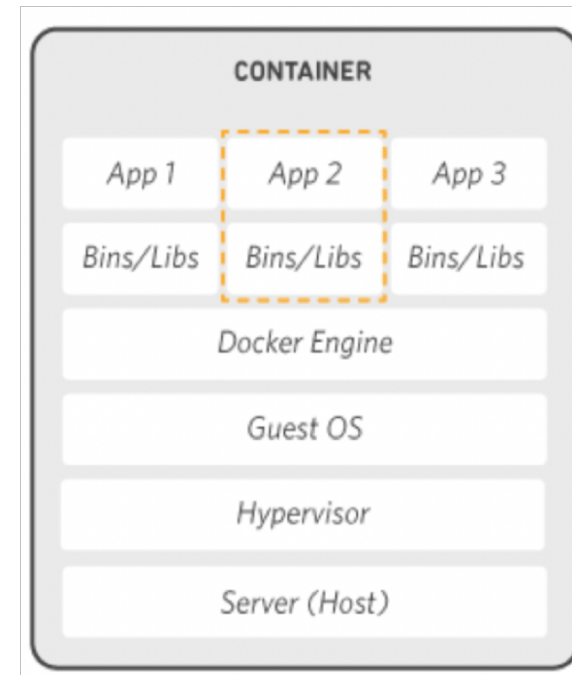 CONTAINER
App 1 App 2 App 3
Bins/Libs Bins/Libs Bins/Libs
Docker Engine
Guest OS
Hypervisor
Server (Host)